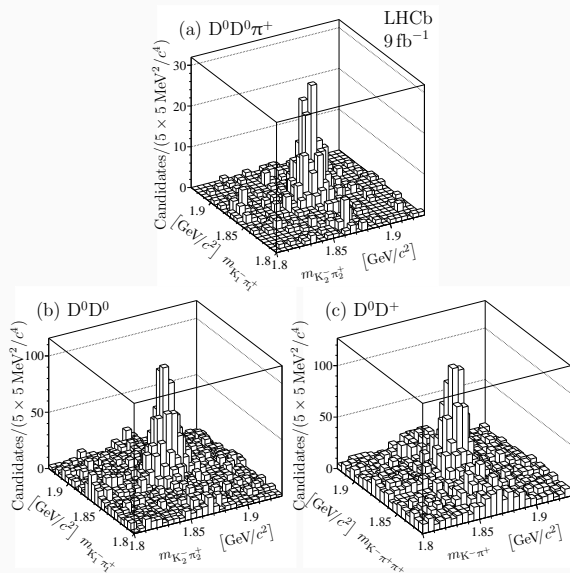 (a) D⁰D⁰π⁺
LHCb
9 fb⁻¹
Candidates/(5 × 5 MeV²/c⁴)
30
20
10
0
1.9
1.85
1.8
[GeV/c²]
m_{K₁⁻π₁⁺}
1.8
1.85
1.9
m_{K₂⁻π₂⁺}
[GeV/c²]
(b) D⁰D⁰
Candidates/(5 × 5 MeV²/c⁴)
100
50
0
1.9
1.85
1.8
[GeV/c²]
m_{K₁⁻π₁⁺}
1.8
1.85
1.9
m_{K₂⁻π₂⁺}
[GeV/c²]
(c) D⁰D⁺
Candidates/(5 × 5 MeV²/c⁴)
100
50
0
1.9
1.85
[GeV/c²]
m_{K⁻π⁺π⁺}
1.8
1.85
1.9
m_{K⁻π⁺}
[GeV/c²]